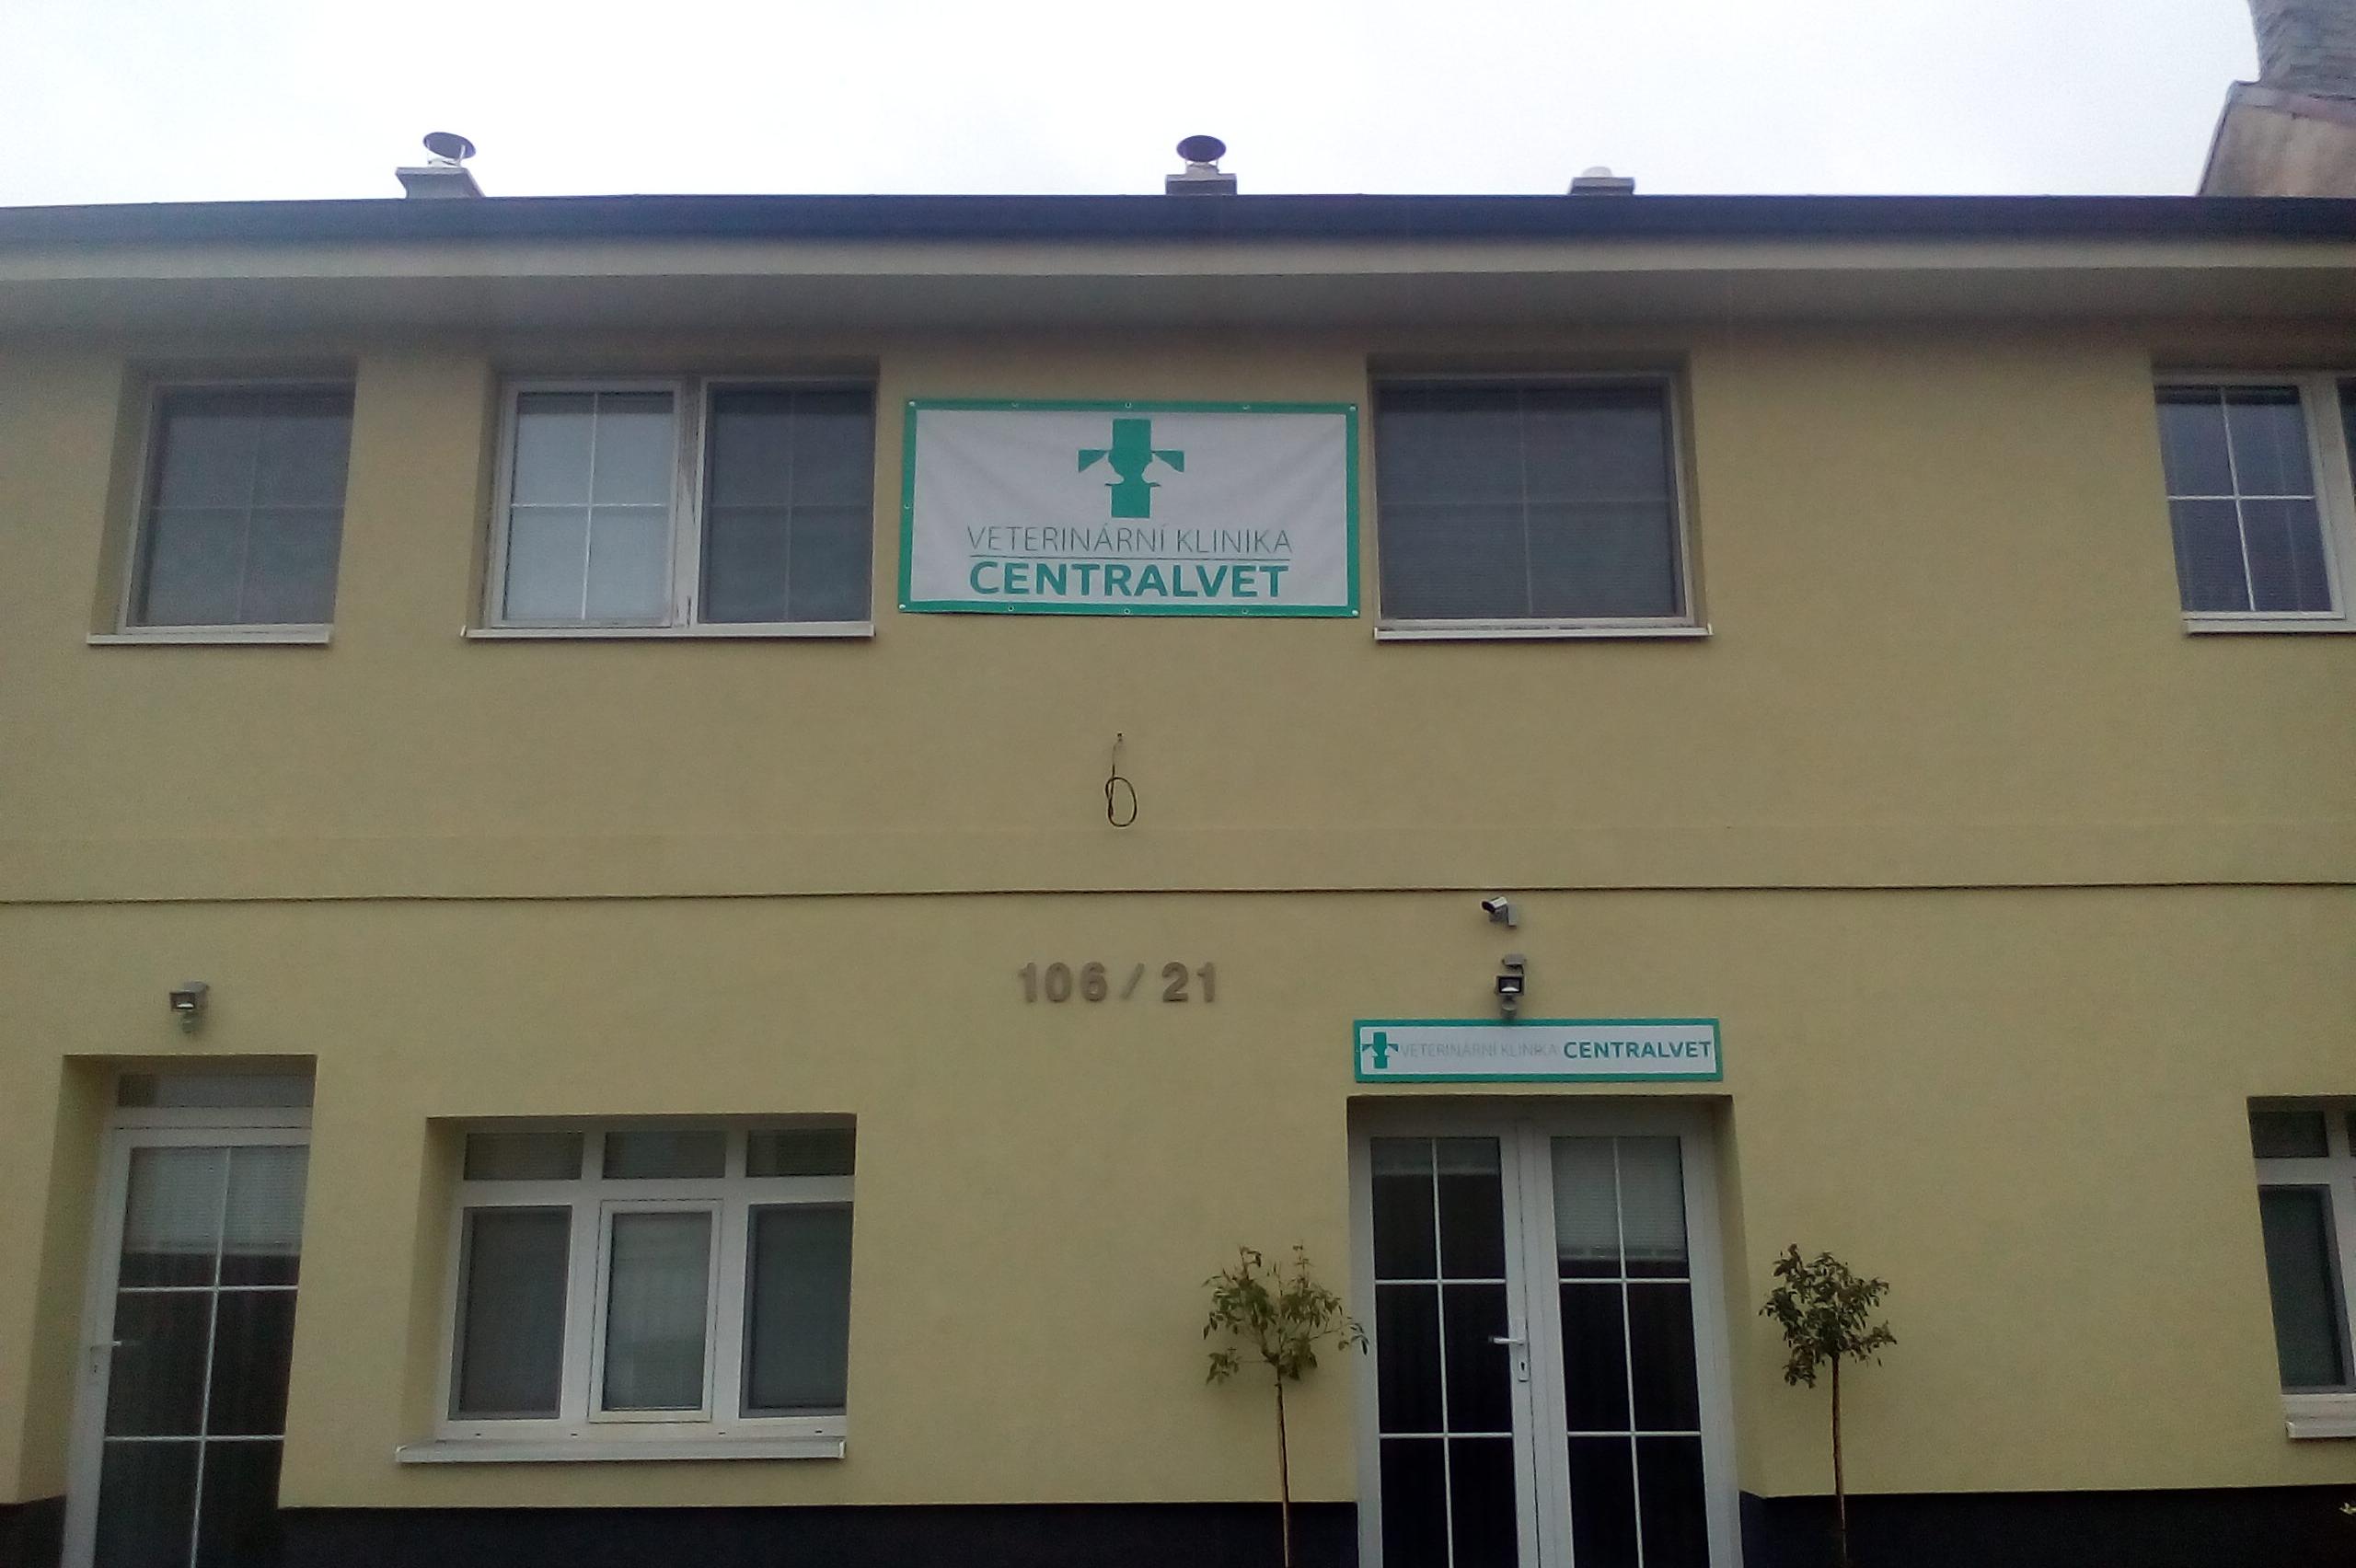 VETERINÁRNÍ KLINIKA
CENTRALVET
106 / 21
VETERINÁRNÍ KLINIKA CENTRALVET